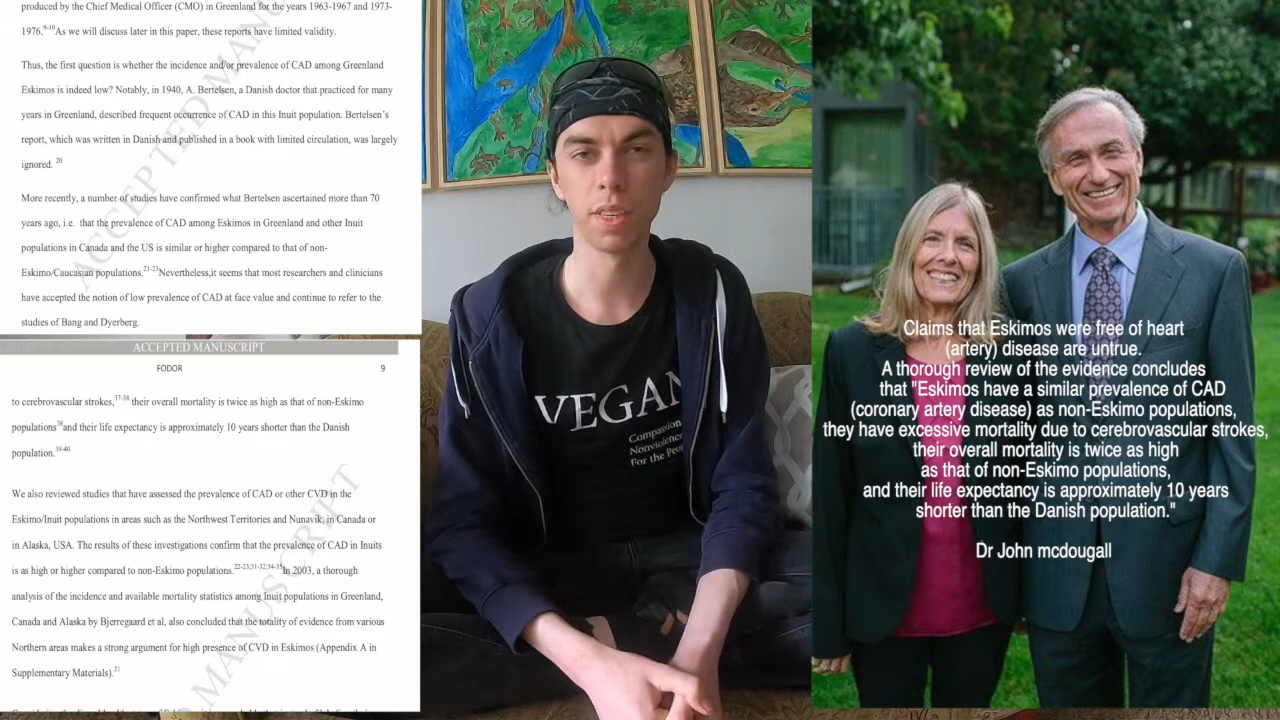 produced by the Chief Medical Officer (CMO) in Greenland for the years 1963-1967 and 1973-
1976.9-10As we will discuss later in this paper, these reports have limited validity.
Thus, the first question is whether the incidence and/or prevalence of CAD among Greenland
Eskimos is indeed low? Notably, in 1940, A. Bertelsen, a Danish doctor that practiced for many
years in Greenland, described frequent occurrence of CAD in this Inuit population. Bertelsen's
report, which was written in Danish and published in a book with limited circulation, was largely
ignored. 20
More recently, a number of studies have confirmed what Bertelsen ascertained more than 70
years ago, i.e. that the prevalence of CAD among Eskimos in Greenland and other Inuit
populations in Canada and the US is similar or higher compared to that of non-
Eskimo/Caucasian populations.21-23Nevertheless,it seems that most researchers and clinicians
have accepted the notion of low prevalence of CAD at face value and continue to refer to the
studies of Bang and Dyerberg.
ACCEPTED MANU
ACCEPTED MANUSCRIPT
FODOR 9
to cerebrovascular strokes,37-38 their overall mortality is twice as high as that of non-Eskimo
populations38and their life expectancy is approximately 10 years shorter than the Danish
population.39-40
We also reviewed studies that have assessed the prevalence of CAD or other CVD in the
Eskimo/Inuit populations in areas such as the Northwest Territories and Nunavik, in Canada or
in Alaska, USA. The results of these investigations confirm that the prevalence of CAD in Inuits
is as high or higher compared to non-Eskimo populations.22-23;31-32;34-35In 2003, a thorough
analysis of the incidence and available mortality statistics among Inuit populations in Greenland,
Canada and Alaska by Bjerregaard et al, also concluded that the totality of evidence from various
Northern areas makes a strong argument for high presence of CVD in Eskimos (Appendix A in
Supplementary Materials).21
D MANUSCRIPT
VEGAN
Compassion
Nonviolence
For the Peo
Claims that Eskimos were free of heart
(artery) disease are untrue.
A thorough review of the evidence concludes
that "Eskimos have a similar prevalence of CAD
(coronary artery disease) as non-Eskimo populations,
they have excessive mortality due to cerebrovascular strokes,
their overall mortality is twice as high
as that of non-Eskimo populations,
and their life expectancy is approximately 10 years
shorter than the Danish population."
Dr John mcdougall